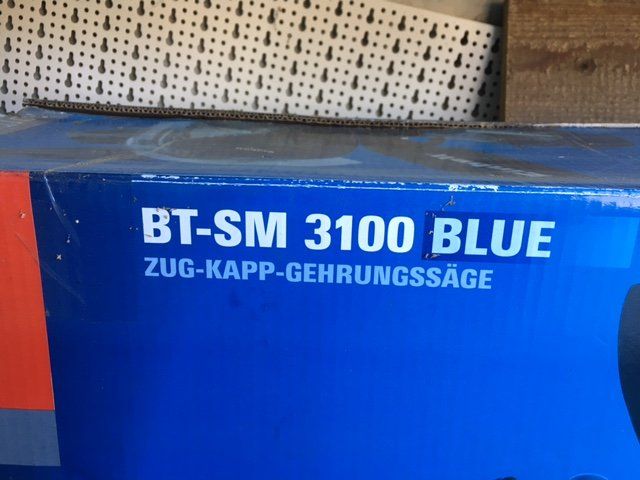 BT-SM 3100 BLUE
ZUG-KAPP-GEHRUNGSSÄGE